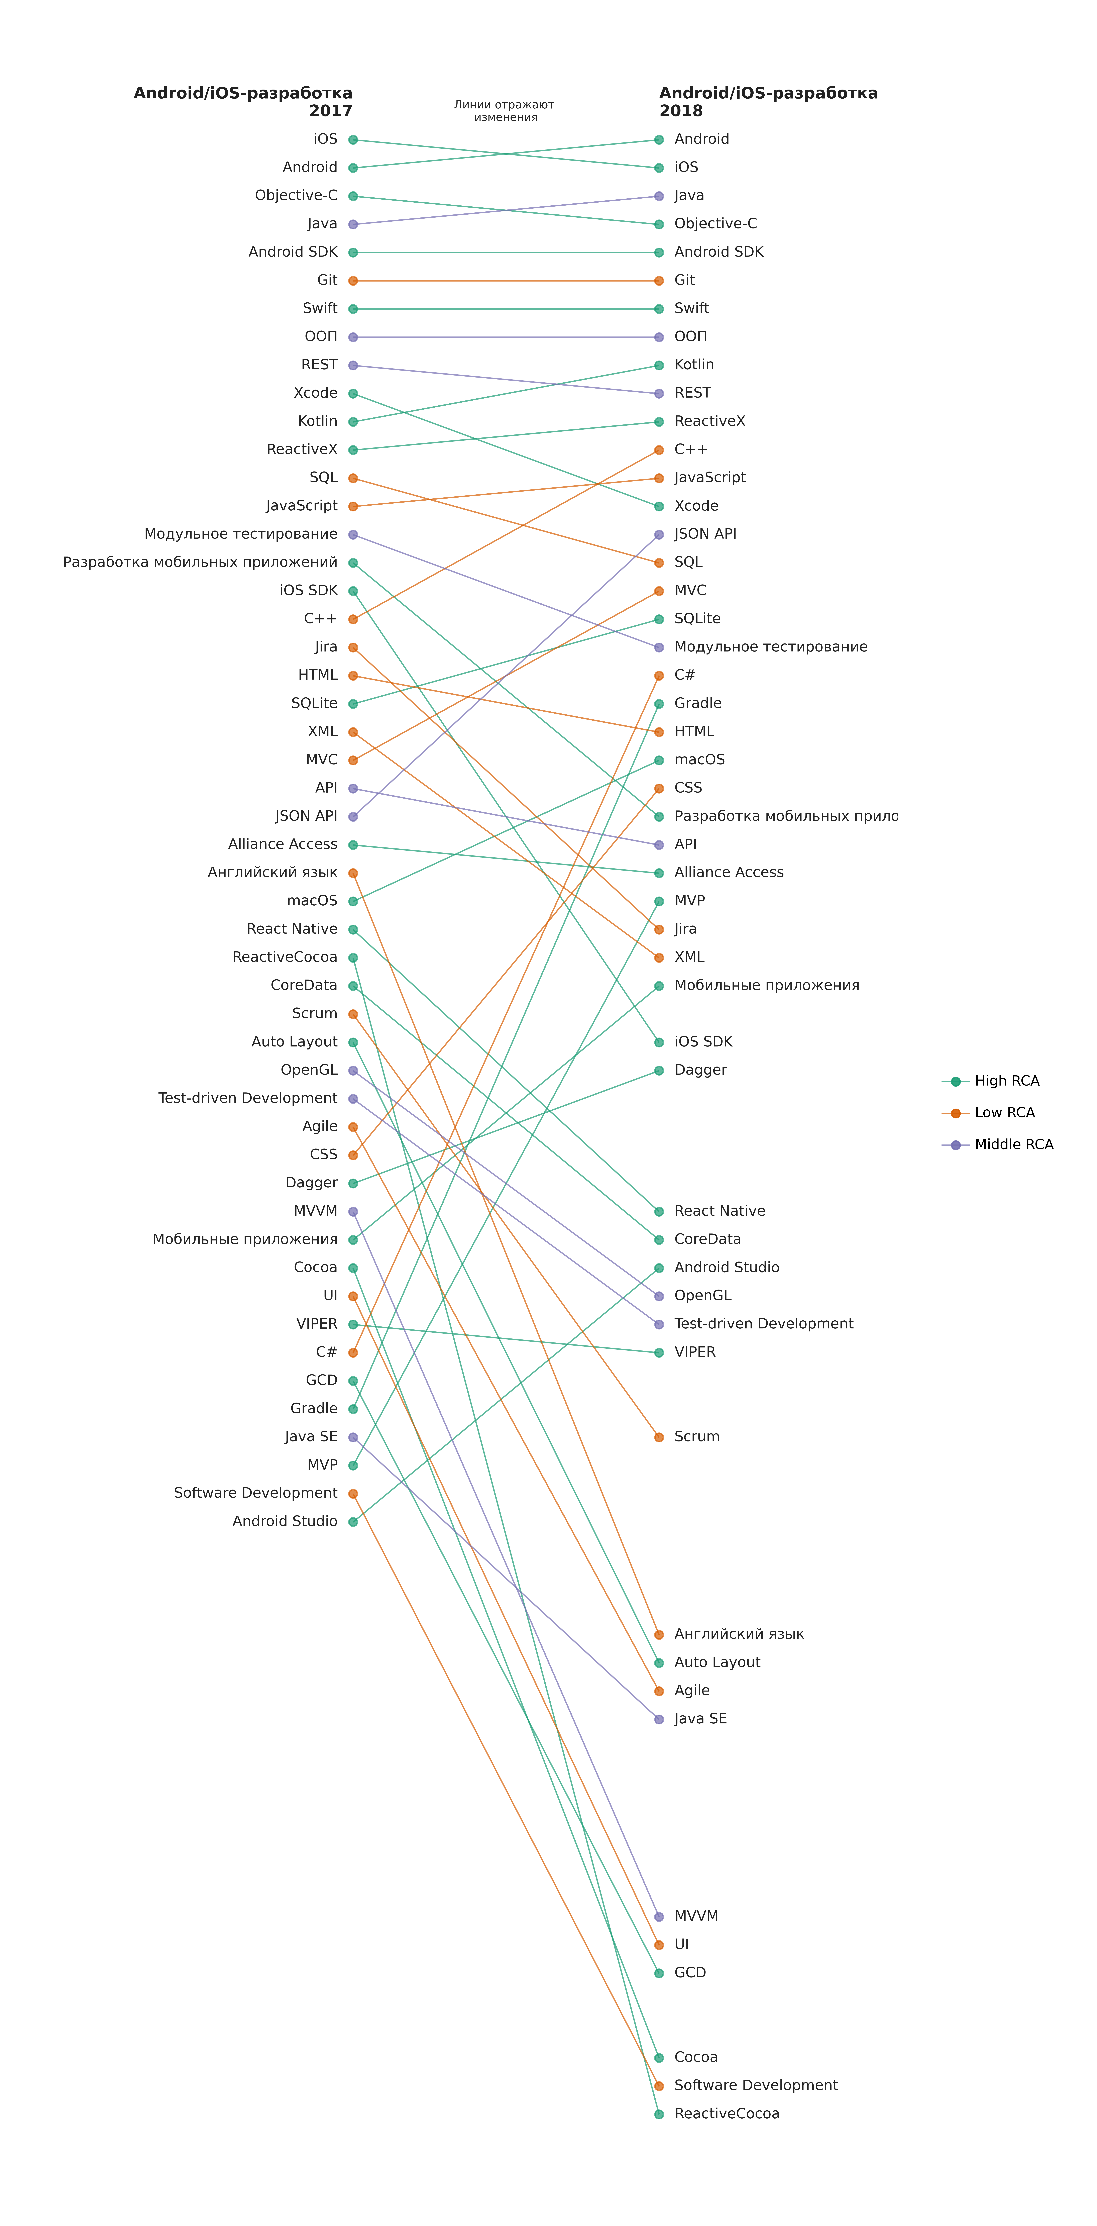 Android/iOS-разработка
2017
iOS
Android
Objective-C
Java
Android SDK
Git
Swift
ООП
REST
Xcode
Kotlin
ReactiveX
SQL
JavaScript
Модульное тестирование
Разработка мобильных приложений
iOS SDK
C++
Jira
HTML
SQLite
XML
MVC
API
JSON API
Alliance Access
Английский язык
macOS
React Native
ReactiveCocoa
CoreData
Scrum
Auto Layout
OpenGL
Test-driven Development
Agile
CSS
Dagger
MVVM
Мобильные приложения
Cocoa
UI
VIPER
C#
GCD
Gradle
Java SE
MVP
Software Development
Android Studio
Линии отражают
изменения
Android/iOS-разработка
2018
Android
iOS
Java
Objective-C
Android SDK
Git
Swift
ООП
Kotlin
REST
ReactiveX
C++
JavaScript
Xcode
JSON API
SQL
MVC
SQLite
Модульное тестирование
C#
Gradle
HTML
macOS
CSS
Разработка мобильных прило
API
Alliance Access
MVP
Jira
XML
Мобильные приложения
iOS SDK
Dagger
React Native
CoreData
Android Studio
OpenGL
Test-driven Development
VIPER
Scrum
Английский язык
Auto Layout
Agile
Java SE
MVVM
UI
GCD
Cocoa
Software Development
ReactiveCocoa
High RCA
Low RCA
Middle RCA